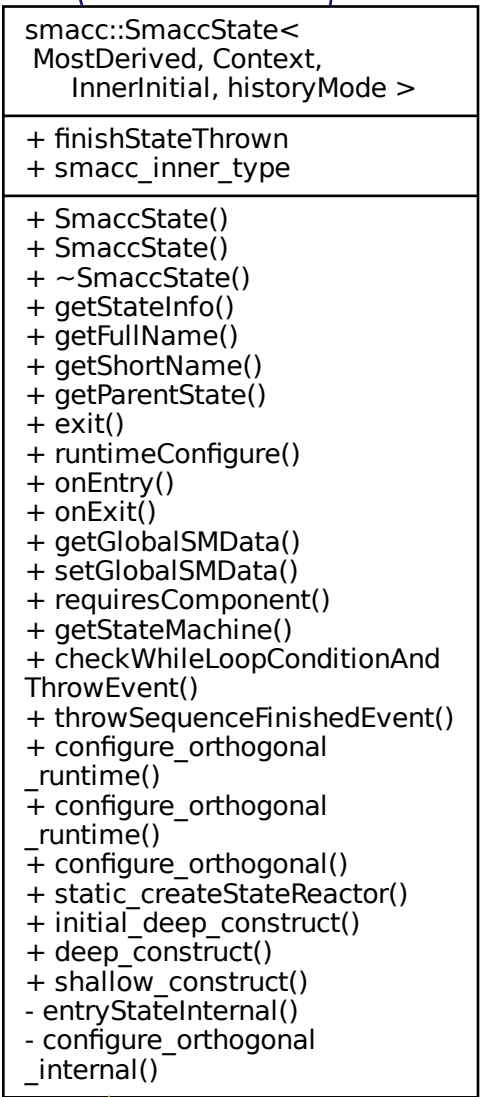 smacc::SmaccState<
MostDerived, Context,
InnerInitial, historyMode >
+ finishStateThrown
+ smacc_inner_type
+ SmaccState()
+ SmaccState()
+ ~SmaccState()
+ getStateInfo()
+ getFullName()
+ getShortName()
+ getParentState()
+ exit()
+ runtimeConfigure()
+ onEntry()
+ onExit()
+ getGlobalSMData()
+ setGlobalSMData()
+ requiresComponent()
+ getStateMachine()
+ checkWhileLoopConditionAnd
ThrowEvent()
+ throwSequenceFinishedEvent()
+ configure_orthogonal
_runtime()
+ configure_orthogonal
_runtime()
+ configure_orthogonal()
+ static_createStateReactor()
+ initial_deep_construct()
+ deep_construct()
+ shallow_construct()
- entryStateInternal()
- configure_orthogonal
_internal()